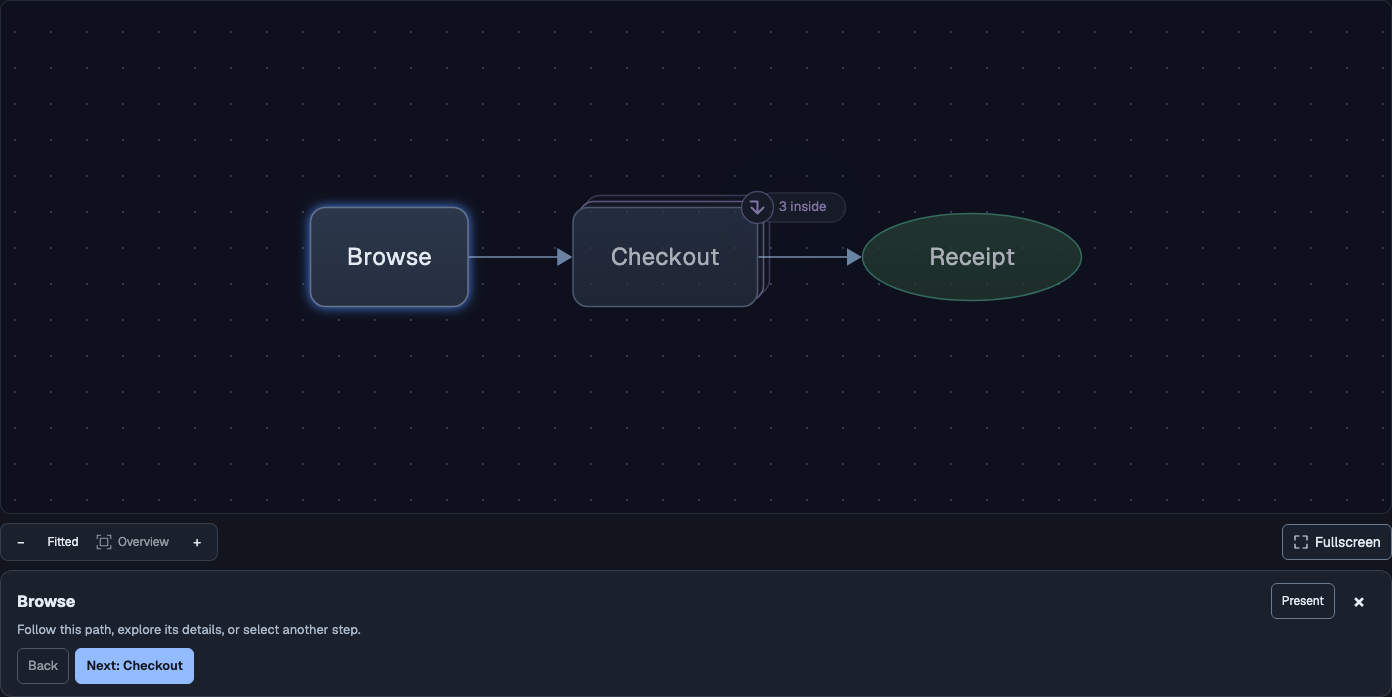 Browse
Checkout
3 inside
Receipt
− Fitted Overview +
Fullscreen
Browse
Present ×
Follow this path, explore its details, or select another step.
Back
Next: Checkout